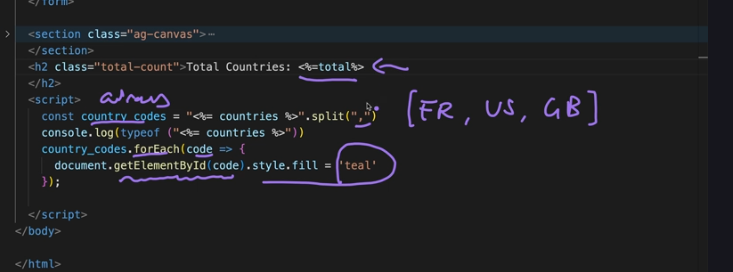 </form>
<section class="ag-canvas">⋯
</section>
<h2 class="total-count">Total Countries: <%=total%>
</h2>
<script>
arrays
const country_codes = "<%= countries %>".split(",") [FR, US, GB]
console.log(typeof ("<%= countries %>"))
country_codes.forEach(code => {
document.getElementById(code).style.fill = 'teal'
});
</script>
</body>
</html>